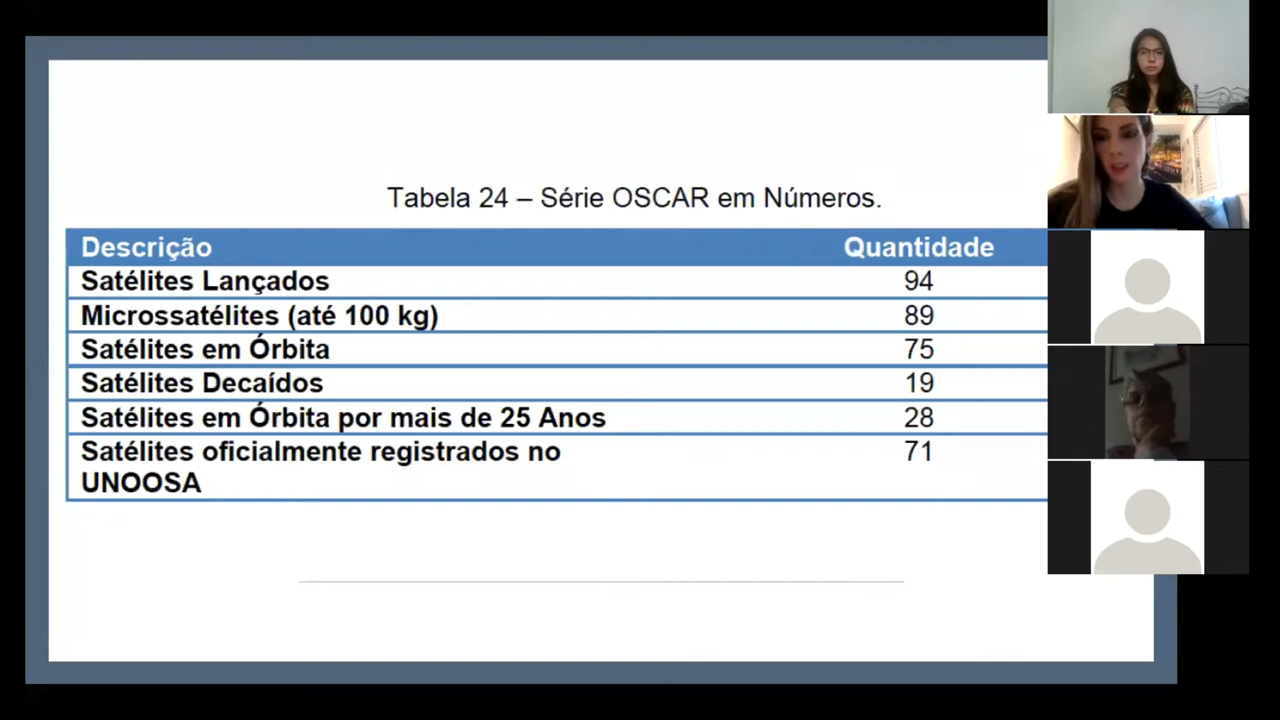 Tabela 24 – Série OSCAR em Números.
Descrição Quantidade
Satélites Lançados 94
Microssatélites (até 100 kg) 89
Satélites em Órbita 75
Satélites Decaídos 19
Satélites em Órbita por mais de 25 Anos 28
Satélites oficialmente registrados no 71
UNOOSA